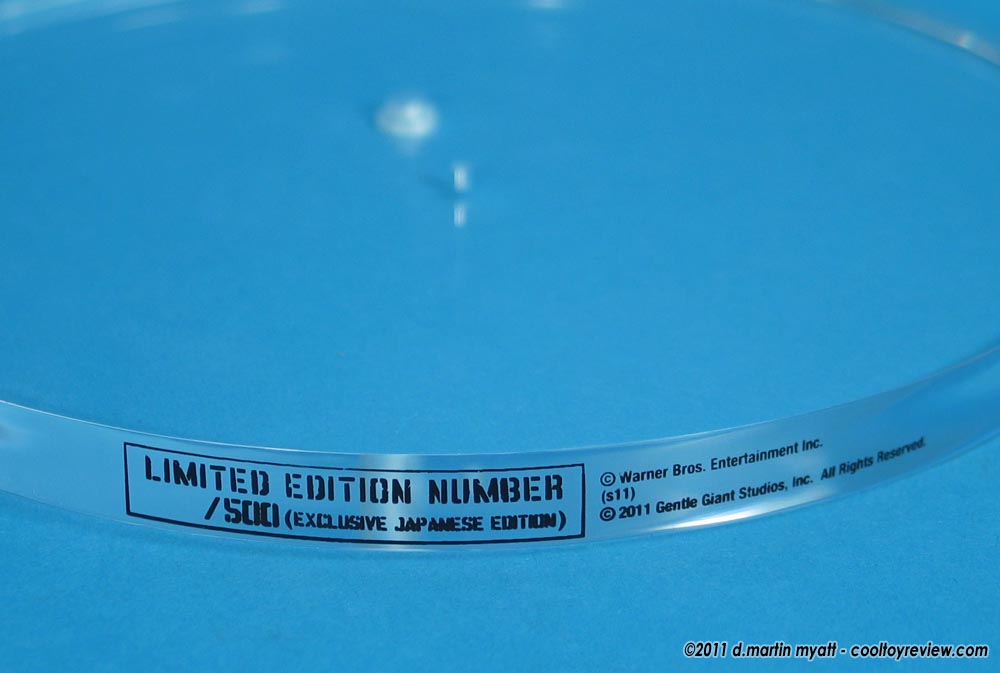 LIMITED EDITION NUMBER
/500 (EXCLUSIVE JAPANESE EDITION)
© Warner Bros. Entertainment Inc.
(s11)
© 2011 Gentle Giant Studios, Inc. All Rights Reserved.
©2011 d.martin myatt - cooltoyreview.com